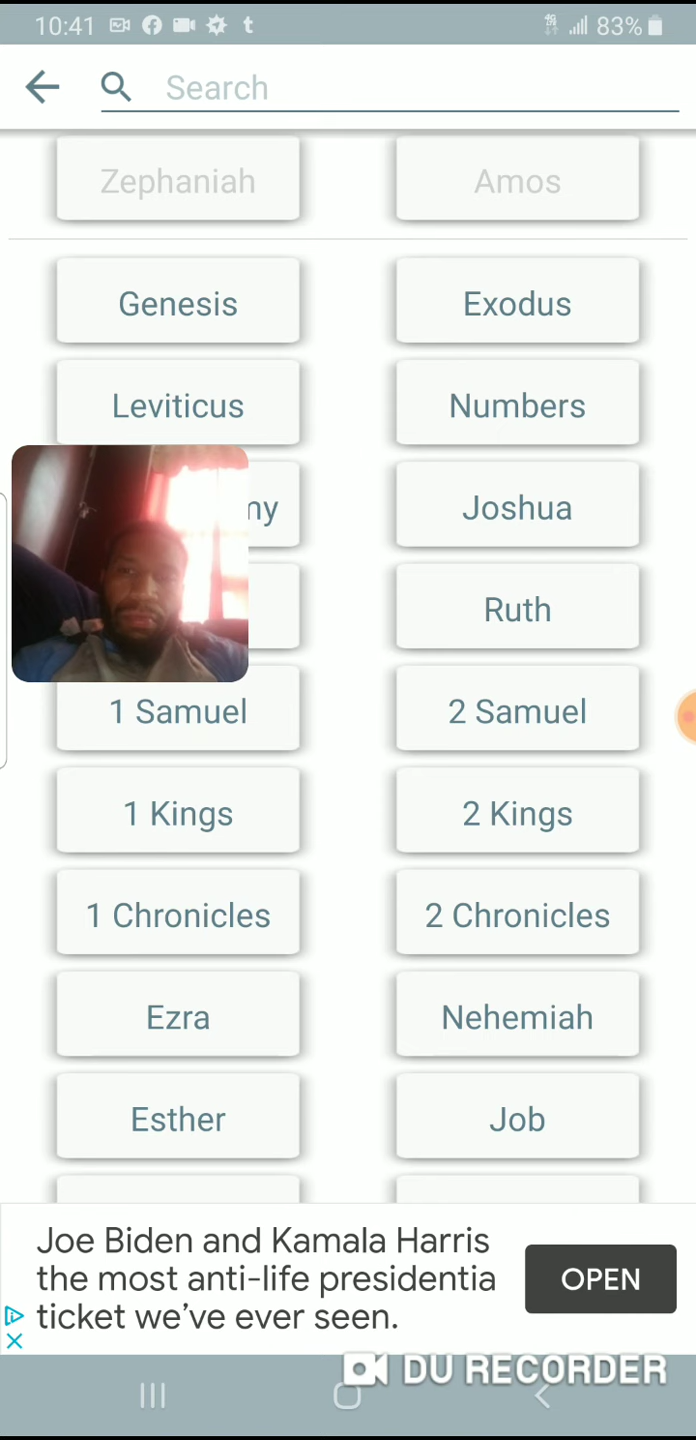 10:41 t 83%
Search
Zephaniah Amos
Genesis Exodus
Leviticus Numbers
ny Joshua
Ruth
1 Samuel 2 Samuel
1 Kings 2 Kings
1 Chronicles 2 Chronicles
Ezra Nehemiah
Esther Job
Joe Biden and Kamala Harris
the most anti-life presidentia
ticket we've ever seen.
OPEN
DU RECORDER